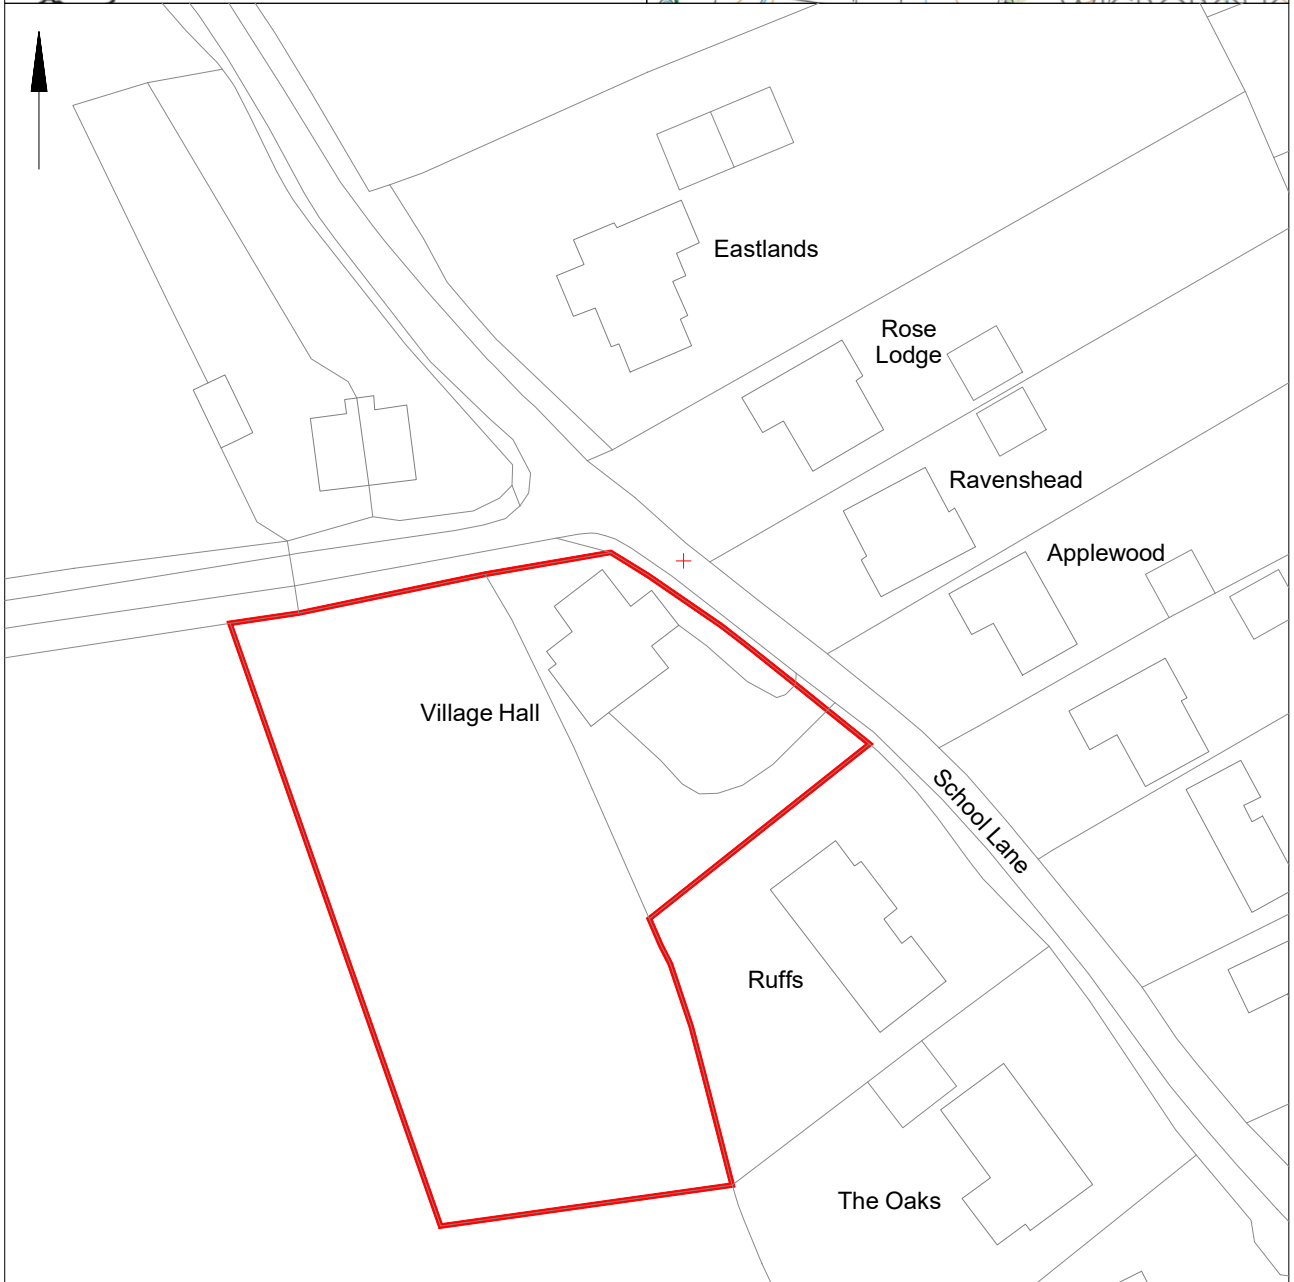 Eastlands
Rose
Lodge
Ravenshead
Applewood
Village Hall
School Lane
Ruffs
The Oaks